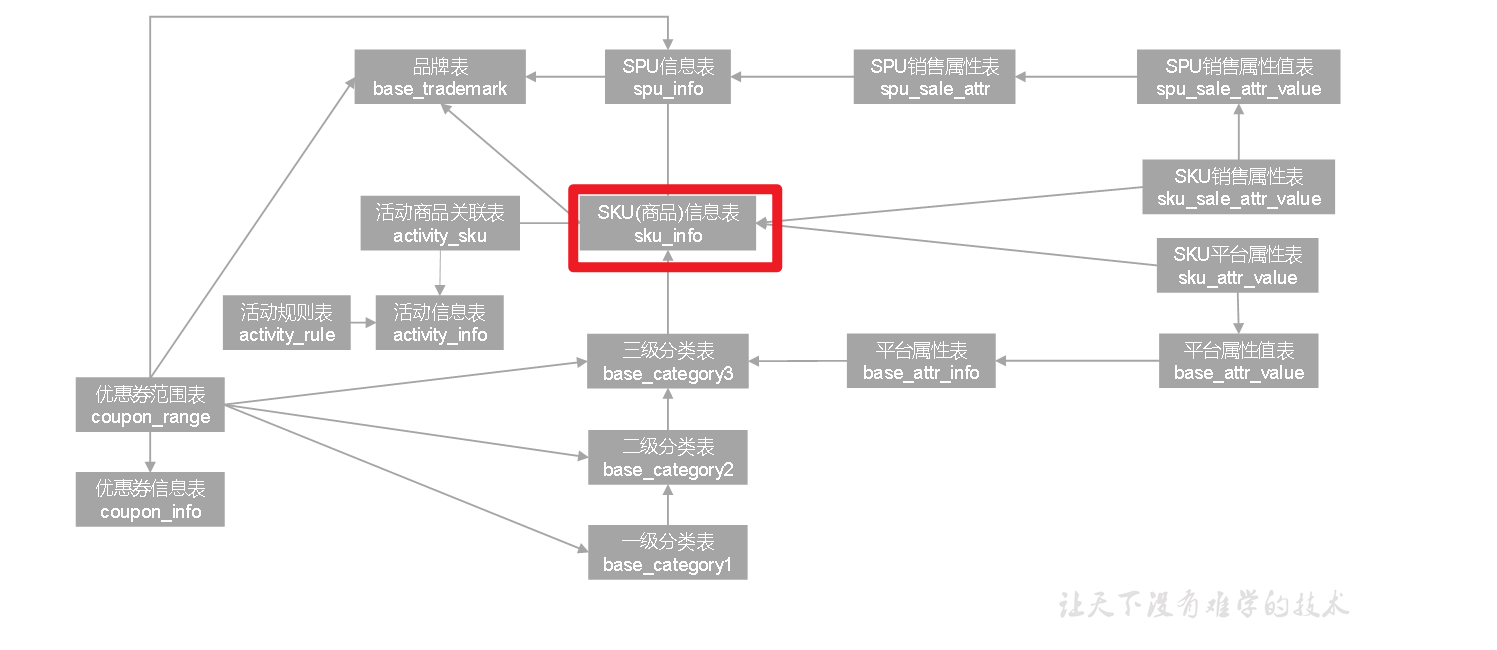 品牌表
base_trademark
SPU信息表
spu_info
SPU销售属性表
spu_sale_attr
SPU销售属性值表
spu_sale_attr_value
SKU销售属性表
sku_sale_attr_value
活动商品关联表
activity_sku
SKU(商品)信息表
sku_info
SKU平台属性表
sku_attr_value
活动规则表
activity_rule
活动信息表
activity_info
三级分类表
base_category3
平台属性表
base_attr_info
平台属性值表
base_attr_value
优惠券范围表
coupon_range
二级分类表
base_category2
优惠券信息表
coupon_info
一级分类表
base_category1
让天下没有难学的技术